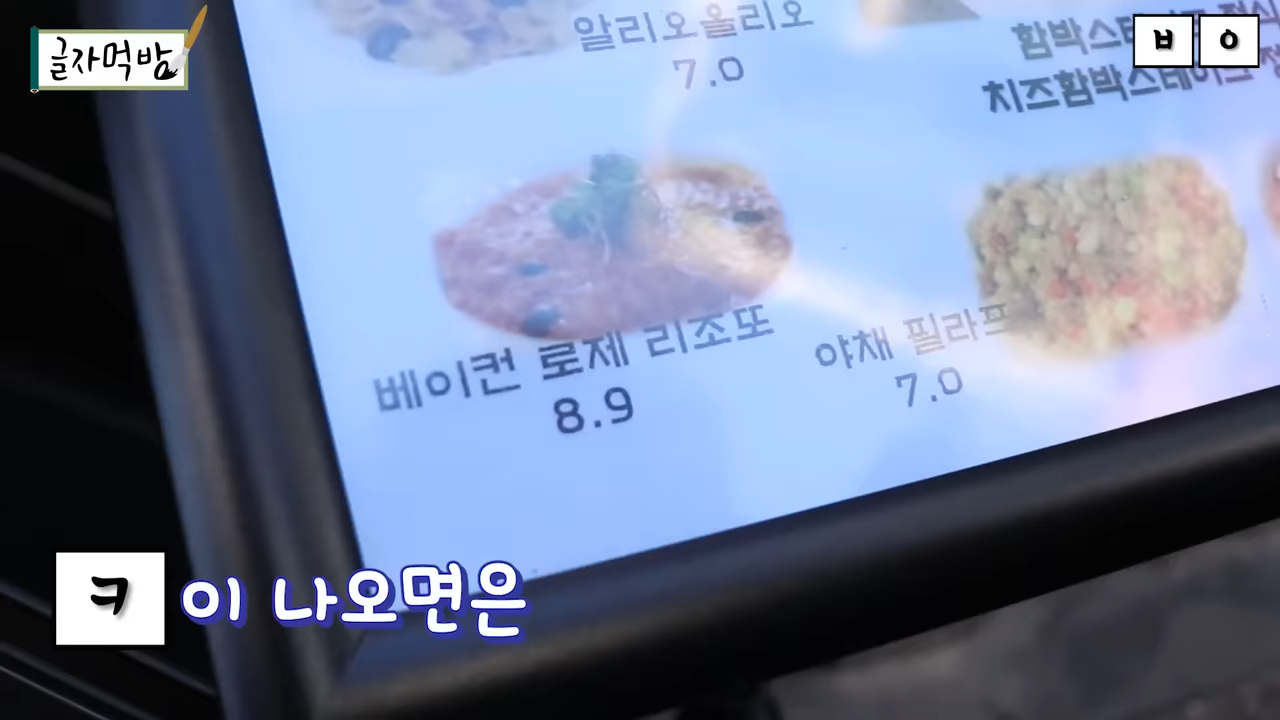 글자먹방
ㅂ ㅇ
알리오올리오
7.0
치즈함박스테이크
베이컨 로제 리조또
8.9
야채 필라프
7.0
ㅋ이 나오면은